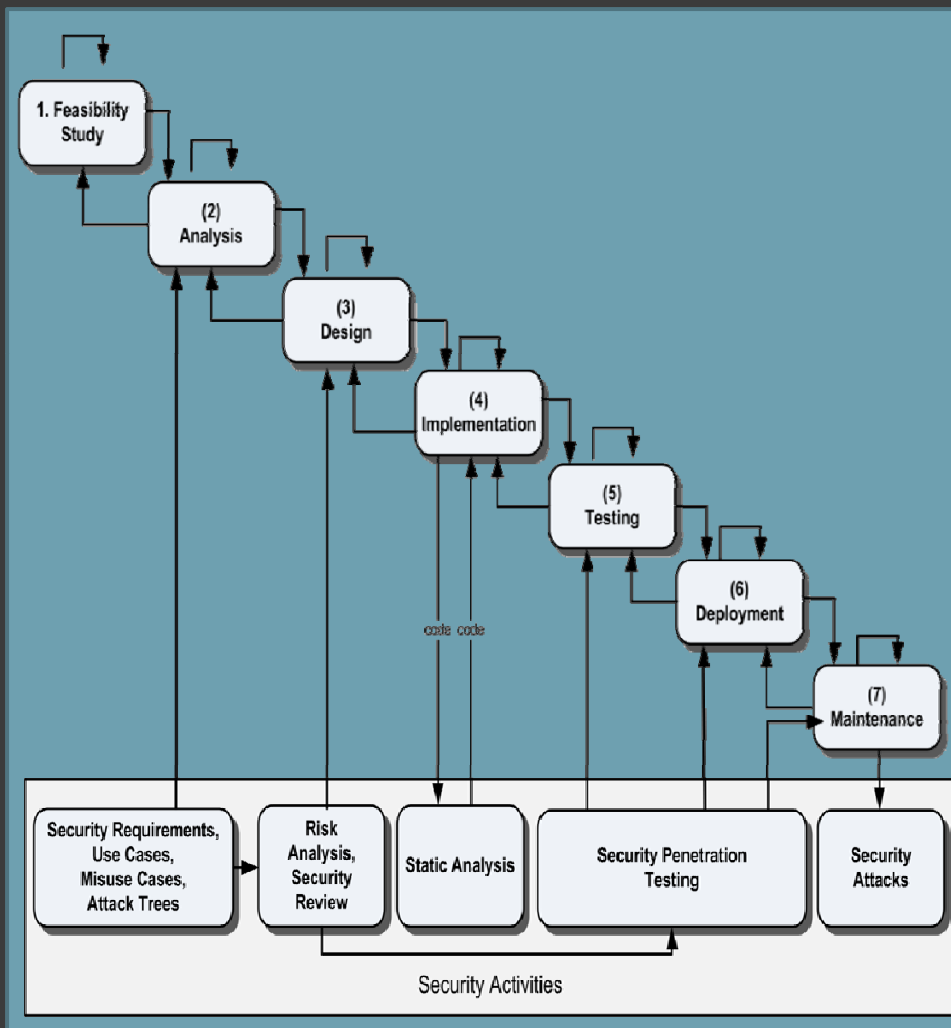 1. Feasibility
Study
(2)
Analysis
(3)
Design
(4)
Implementation
(5)
Testing
(6)
Deployment
(7)
Maintenance
code code
Security Requirements,
Use Cases,
Misuse Cases,
Attack Trees
Risk
Analysis,
Security
Review
Static Analysis
Security Penetration
Testing
Security
Attacks
Security Activities